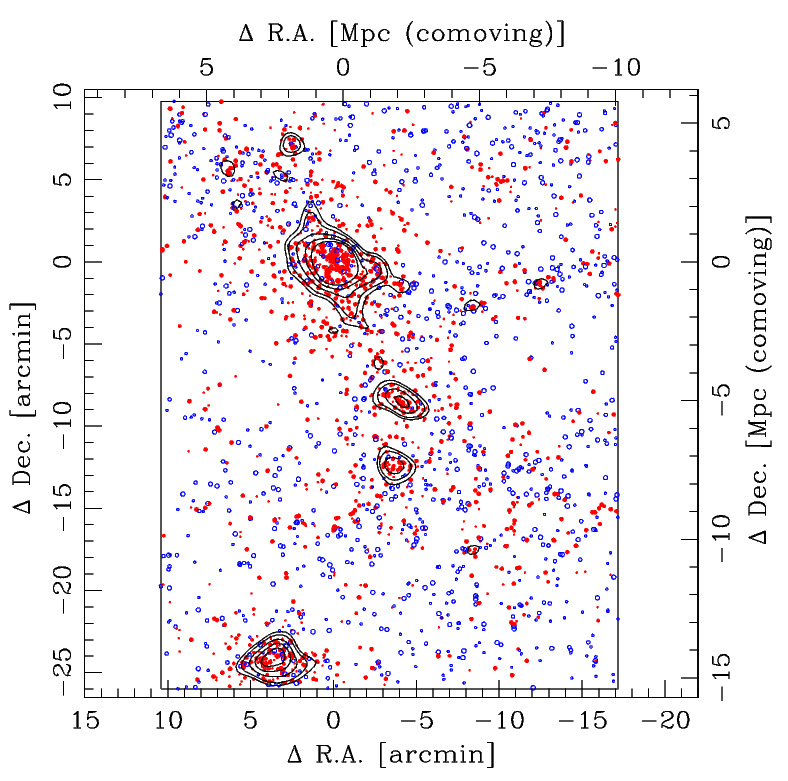 Δ R.A. [Mpc (comoving)]
5 0 −5 −10
10
5
0
−5
−10
−15
−20
−25
Δ Dec. [arcmin]
5
0
−5
−10
−15
Δ Dec. [Mpc (comoving)]
15 10 5 0 −5 −10 −15 −20
Δ R.A. [arcmin]